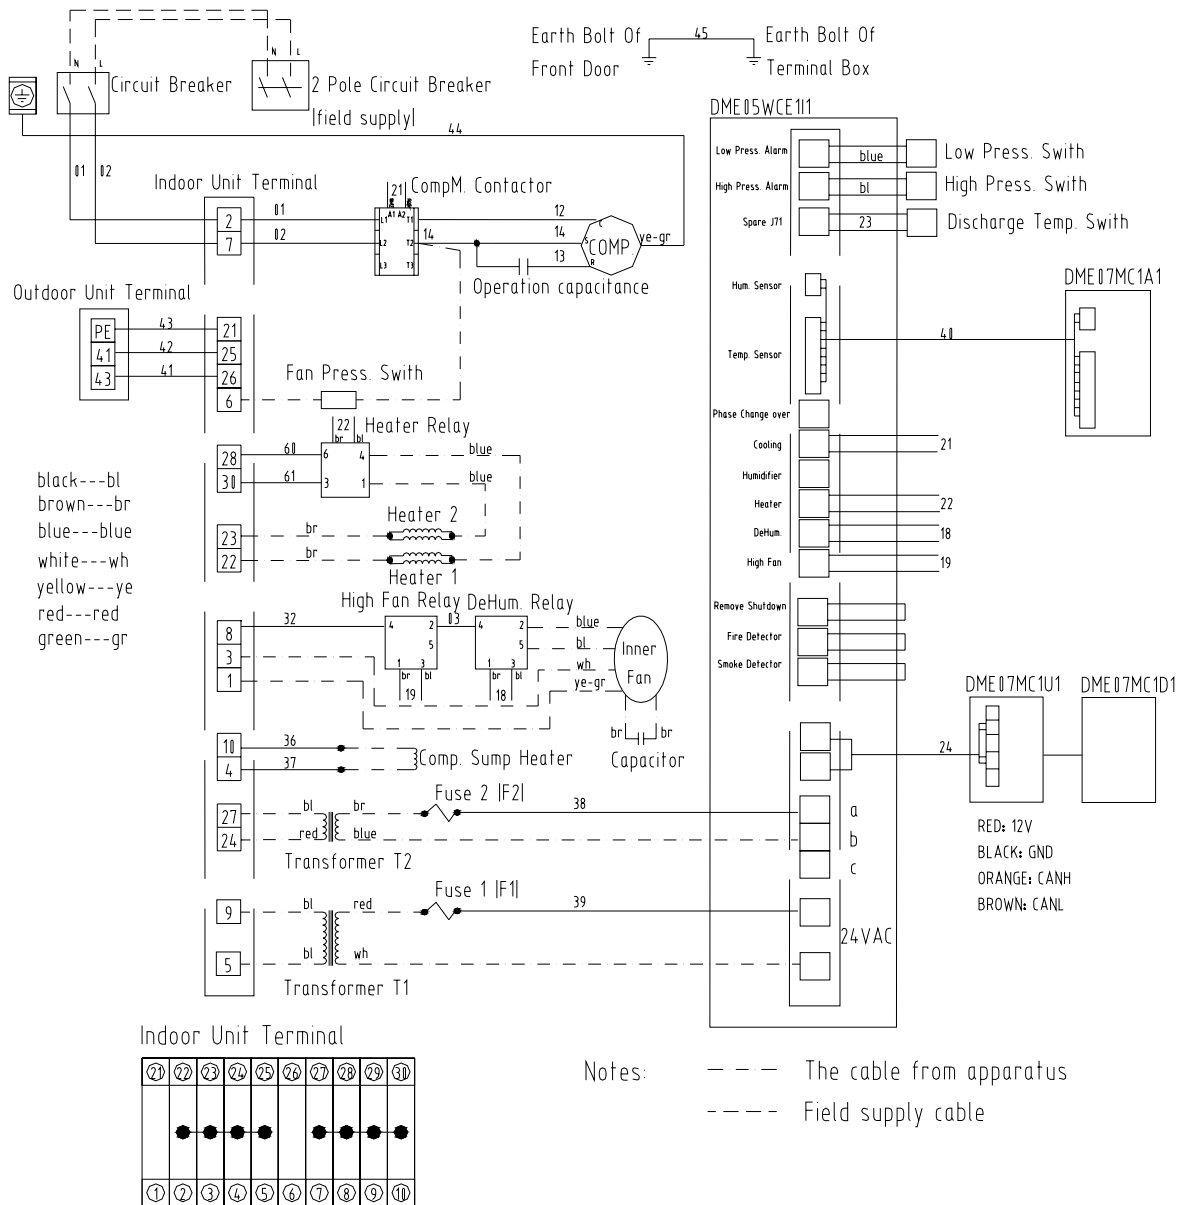 Earth Bolt Of
Front Door
45
Earth Bolt Of
Terminal Box
N L
N L
Circuit Breaker
2 Pole Circuit Breaker
|field supply|
44
01 02
Indoor Unit Terminal
21
CompM. Contactor
2
01
L1 A1 A2 T1
12
C
7
02
L2 T2
14
14
S
COMP.
ye-gr
L3 T3
13
R
Operation capacitance
Outdoor Unit Terminal
PE
43
21
41
42
25
43
41
26
6
Fan Press. Swith
22
br bl
Heater Relay
28
60
6 4
blue
30
61
3 1
blue
black---bl
brown---br
blue---blue
white---wh
yellow---ye
red---red
green---gr
23
br
Heater 2
22
br
Heater 1
High Fan Relay
DeHum. Relay
8
32
4 2
5
1 3
br bl
19
03
4 2
5
1 3
br bl
18
blue
bl
wh
ye-gr
Inner
Fan
3
1
br br
Capacitor
10
36
4
37
Comp. Sump Heater
27
bl br
Fuse 2 |F2|
38
24
red blue
Transformer T2
9
bl red
Fuse 1 |F1|
39
5
bl wh
Transformer T1
DME05WCE1I1
Low Press. Alarm
blue
Low Press. Swith
High Press. Alarm
bl
High Press. Swith
Spare J71
23
Discharge Temp. Swith
Hum. Sensor
Temp. Sensor
40
DME07MC1A1
Phase Change over
Cooling
21
Humidifier
Heater
22
DeHum.
18
High Fan
19
Remove Shutdown
Fire Detector
Smoke Detector
24
DME07MC1U1
DME07MC1D1
a
b
c
24VAC
RED: 12V
BLACK: GND
ORANGE: CANH
BROWN: CANL
Indoor Unit Terminal
21 22 23 24 25 26 27 28 29 30
1 2 3 4 5 6 7 8 9 10
Notes:
The cable from apparatus
Field supply cable